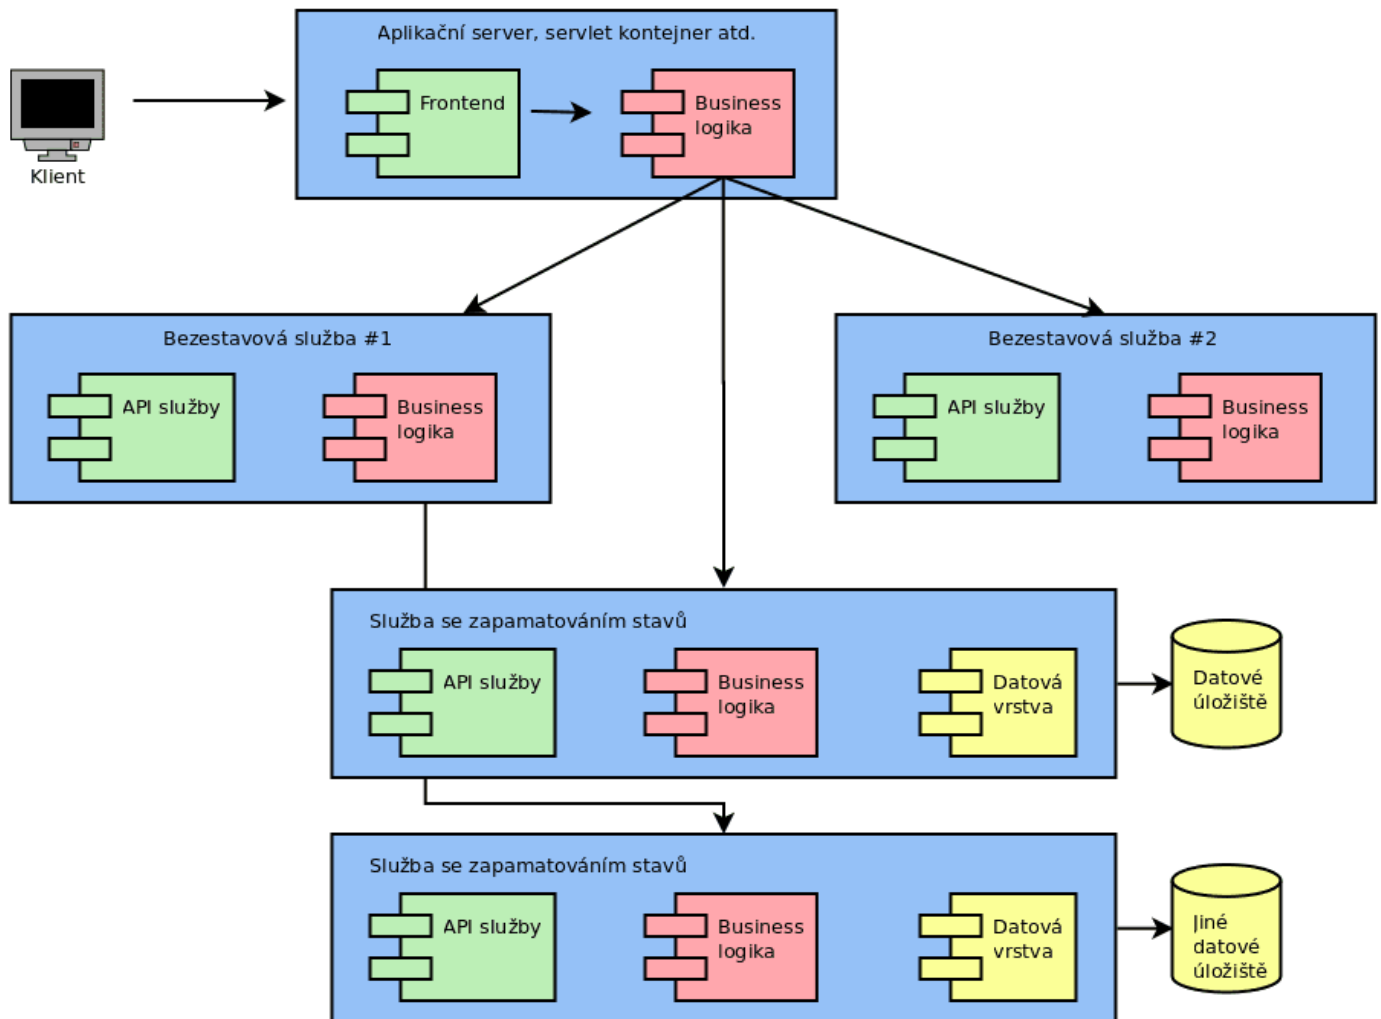 Aplikační server, servlet kontejner atd.
Frontend
Business
logika
Klient
Bezestavová služba #1
API služby
Business
logika
Bezestavová služba #2
API služby
Business
logika
Služba se zapamatováním stavů
API služby
Business
logika
Datová
vrstva
Datové
úložiště
Služba se zapamatováním stavů
API služby
Business
logika
Datová
vrstva
Jiné
datové
úložiště